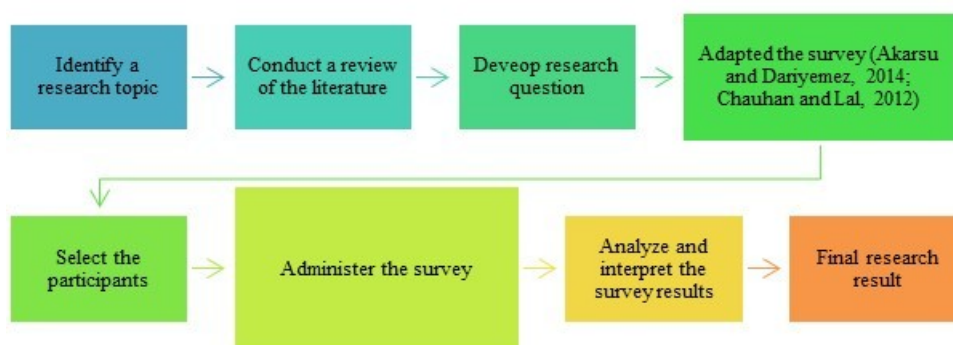 Identify a
research topic
Conduct a review
of the literature
Deveop research
question
Adapted the survey (Akarsu
and Dariyemez, 2014;
Chauhan and Lal, 2012)
Select the
participants
Administer the survey
Analyze and
interpret the
survey results
Final research
result